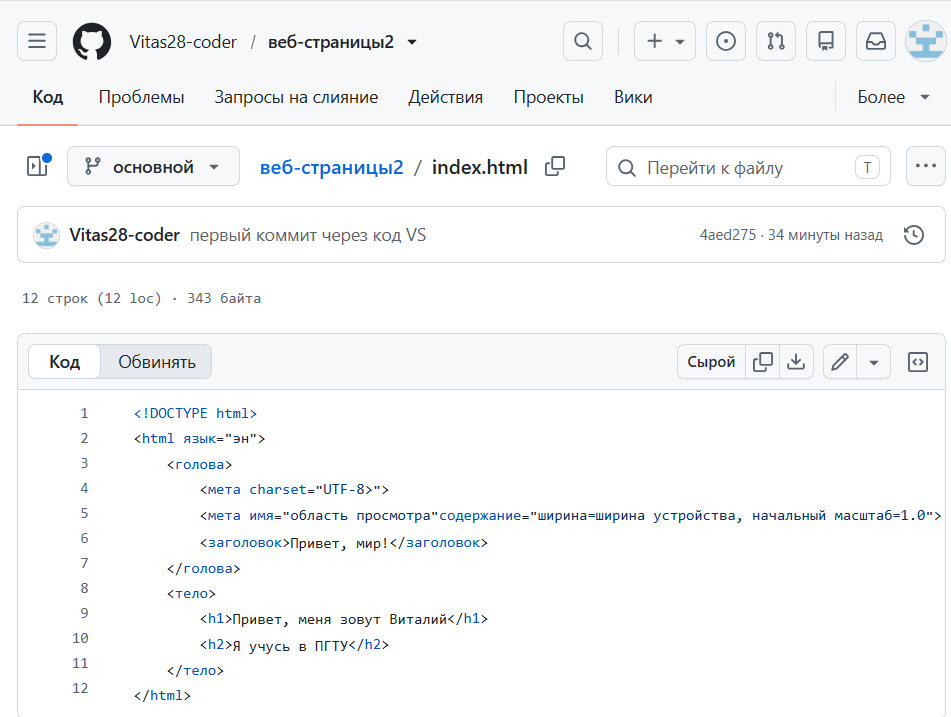 Vitas28-coder / веб-страницы2
Код Проблемы Запросы на слияние Действия Проекты Вики Более
основной веб-страницы2 / index.html Перейти к файлу T
Vitas28-coder первый коммит через код VS 4aed275 · 34 минуты назад
12 строк (12 loc) · 343 байта
Код Обвинять Сырой
1 <!DOCTYPE html>
2 <html язык="эн">
3 <голова>
4 <мета charset="UTF-8>">
5 <мета имя="область просмотра"содержание="ширина=ширина устройства, начальный масштаб=1.0">
6 <заголовок>Привет, мир!</заголовок>
7 </голова>
8 <тело>
9 <h1>Привет, меня зовут Виталий</h1>
10 <h2>Я учусь в ПГТУ</h2>
11 </тело>
12 </html>